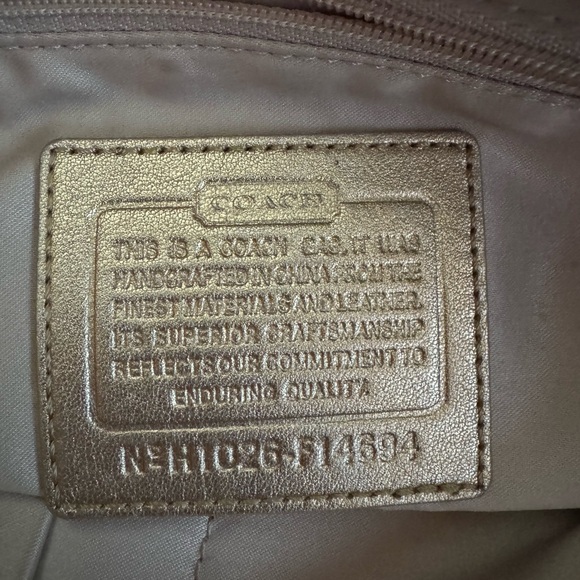 COACH
THIS IS A COACH BAG. IT WAS
HANDCRAFTED IN CHINA, FROM THE
FINEST MATERIALS AND LEATHER.
ITS SUPERIOR CRAFTSMANSHIP
REFLECTS OUR COMMITMENT TO
ENDURING QUALITY.
Nº H1026-F14694